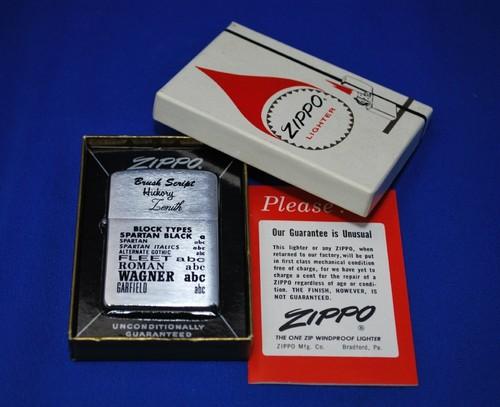 ZIPPO
LIGHTER
ZIPPO
Brush Script
Hickory
Zenith
BLOCK TYPES
SPARTAN BLACK a
SPARTAN abc
SPARTAN ITALICS abc
ALTERNATE GOTHIC abc
FLEET abc
ROMAN abc
WAGNER abc
GARFIELD abc
UNCONDITIONALLY
GUARANTEED
Please!
Our Guarantee is Unusual
This lighter or any ZIPPO, when
returned to our factory, will be put
in first class mechanical condition
free of charge, for we have yet to
charge a cent for the repair of a
ZIPPO regardless of age or condi-
tion. THE FINISH, HOWEVER, IS
NOT GUARANTEED.
ZIPPO®
THE ONE ZIP WINDPROOF LIGHTER
ZIPPO Mfg. Co. Bradford, Pa.